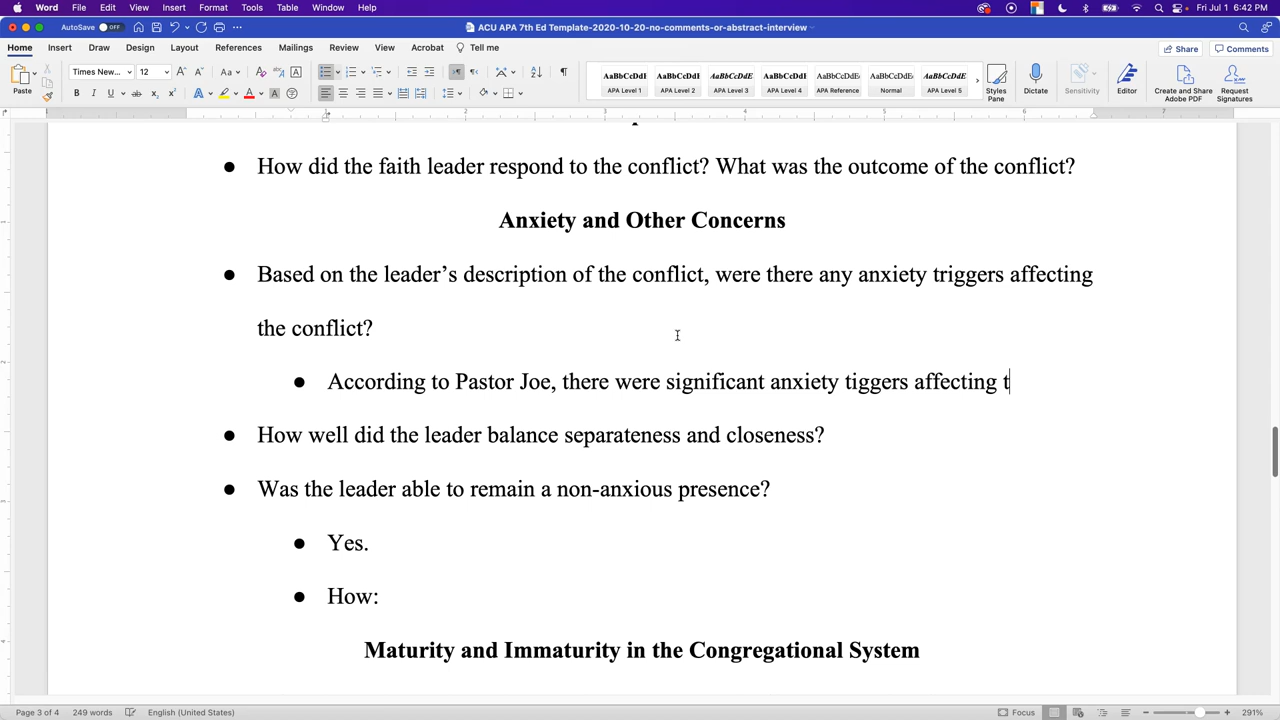 Word File Edit View Insert Format Tools Table Window Help Fri Jul 1 6:42 PM
AutoSave OFF ACU APA 7th Ed Template-2020-10-20-no-comments-or-abstract-interview
Home Insert Draw Design Layout References Mailings Review View Acrobat Tell me Share Comments
Paste Times New... 12 Aa AaBbCcDdI AaBbCcDdI AaBbCcDdI AaBbCcDdI AaBbCcDdE AaBbCcDdE AaBbCcDdE
B I U ab x x A A A APA Level 1 APA Level 2 APA Level 3 APA Level 4 APA Reference Normal APA Level 5 Styles Pane Dictate Sensitivity Editor Create and Share Adobe PDF Request Signatures
● How did the faith leader respond to the conflict? What was the outcome of the conflict?
Anxiety and Other Concerns
● Based on the leader’s description of the conflict, were there any anxiety triggers affecting
the conflict?
● According to Pastor Joe, there were significant anxiety tiggers affecting t
● How well did the leader balance separateness and closeness?
● Was the leader able to remain a non-anxious presence?
● Yes.
● How:
Maturity and Immaturity in the Congregational System
Page 3 of 4 249 words English (United States) Focus 291%